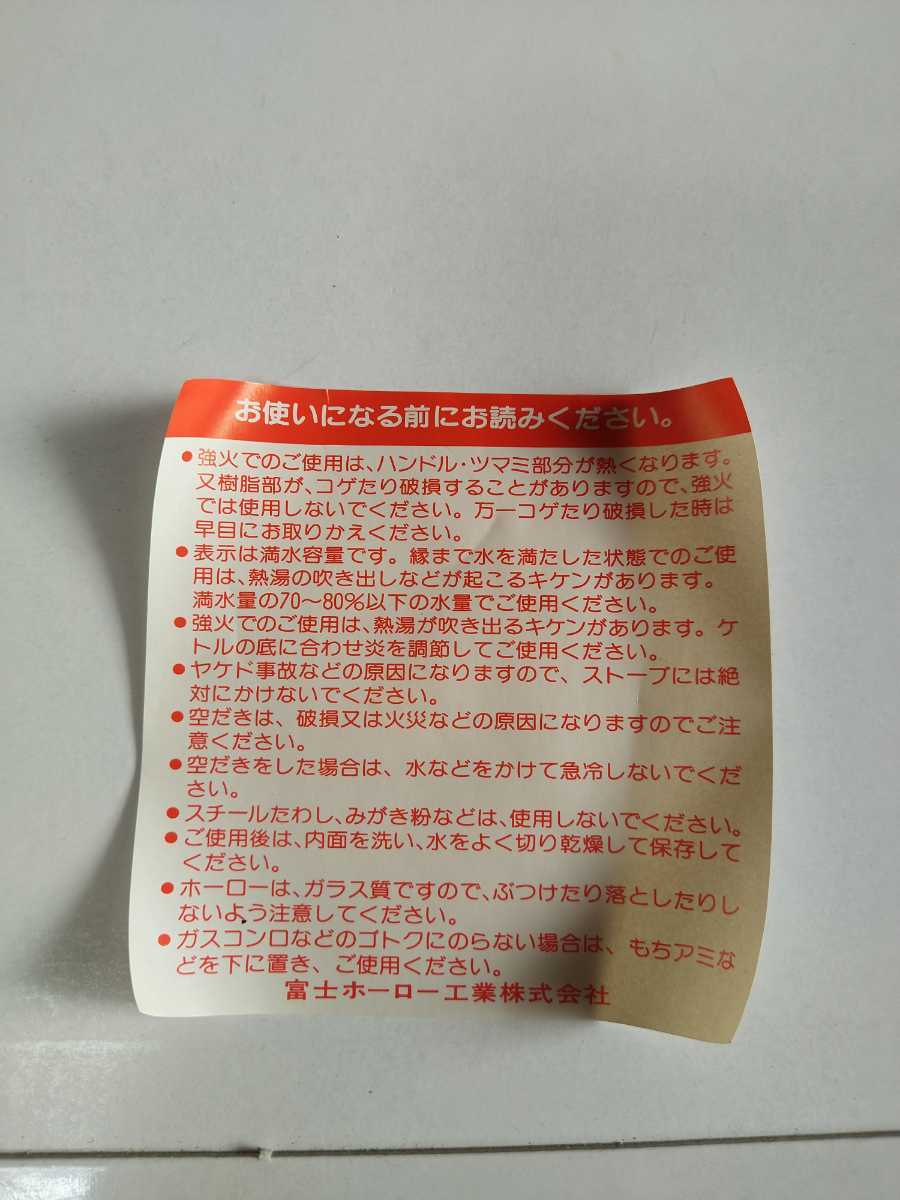 お使いになる前にお読みください。
●強火でのご使用は、ハンドル・ツマミ部分が熱くなります。
又樹脂部が、コゲたり破損することがありますので、強火
では使用しないでください。万一コゲたり破損した時は
早目にお取りかえください。
●表示は満水容量です。縁まで水を満たした状態でのご使
用は、熱湯の吹き出しなどが起こるキケンがあります。
満水量の70〜80%以下の水量でご使用ください。
●強火でのご使用は、熱湯が吹き出るキケンがあります。ケ
トルの底に合わせ炎を調節してご使用ください。
●ヤケド事故などの原因になりますので、ストーブには絶
対にかけないでください。
●空だきは、破損又は火災などの原因になりますのでご注
意ください。
●空だきをした場合は、水などをかけて急冷しないでくだ
さい。
●スチールたわし、みがき粉などは、使用しないでください。
●ご使用後は、内面を洗い、水をよく切り乾燥して保存して
ください。
●ホーローは、ガラス質ですので、ぶつけたり落としたりし
ないよう注意してください。
●ガスコンロなどのゴトクにのらない場合は、もちアミな
どを下に置き、ご使用ください。
富士ホーロー工業株式会社